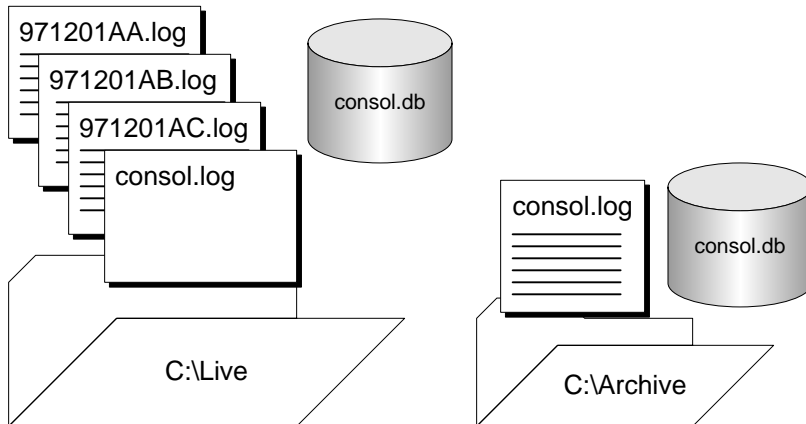 971201AA.log
971201AB.log
971201AC.log
consol.log
consol.db
C:\Live
consol.log
consol.db
C:\Archive